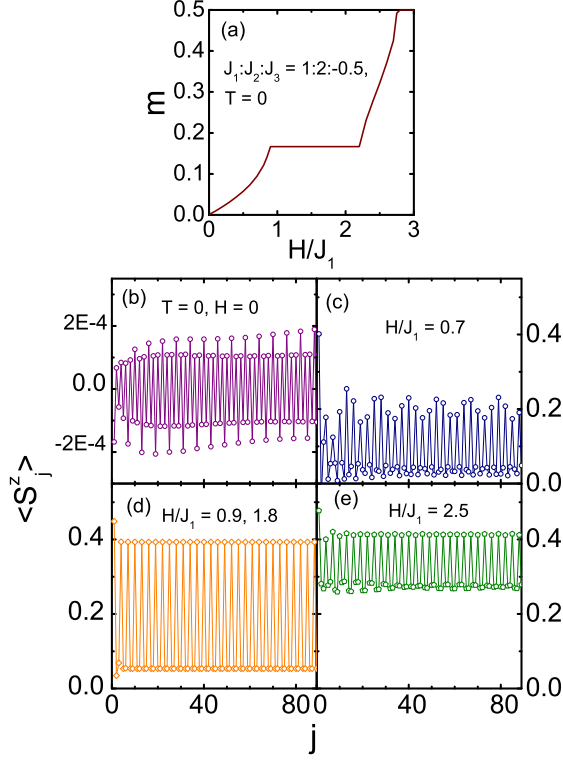 (a)
J₁:J₂:J₃ = 1:2:-0.5,
T = 0
m
0.5
0.4
0.3
0.2
0.1
0.0
0 1 2 3
H/J₁
(b) T = 0, H = 0
2E-4
0.0
-2E-4
(c) H/J₁ = 0.7
0.4
0.2
0.0
<Sᶻⱼ>
(d) H/J₁ = 0.9, 1.8
0.4
0.2
0.0
0 40 80
(e) H/J₁ = 2.5
0.4
0.2
0.0
0 40 80
j